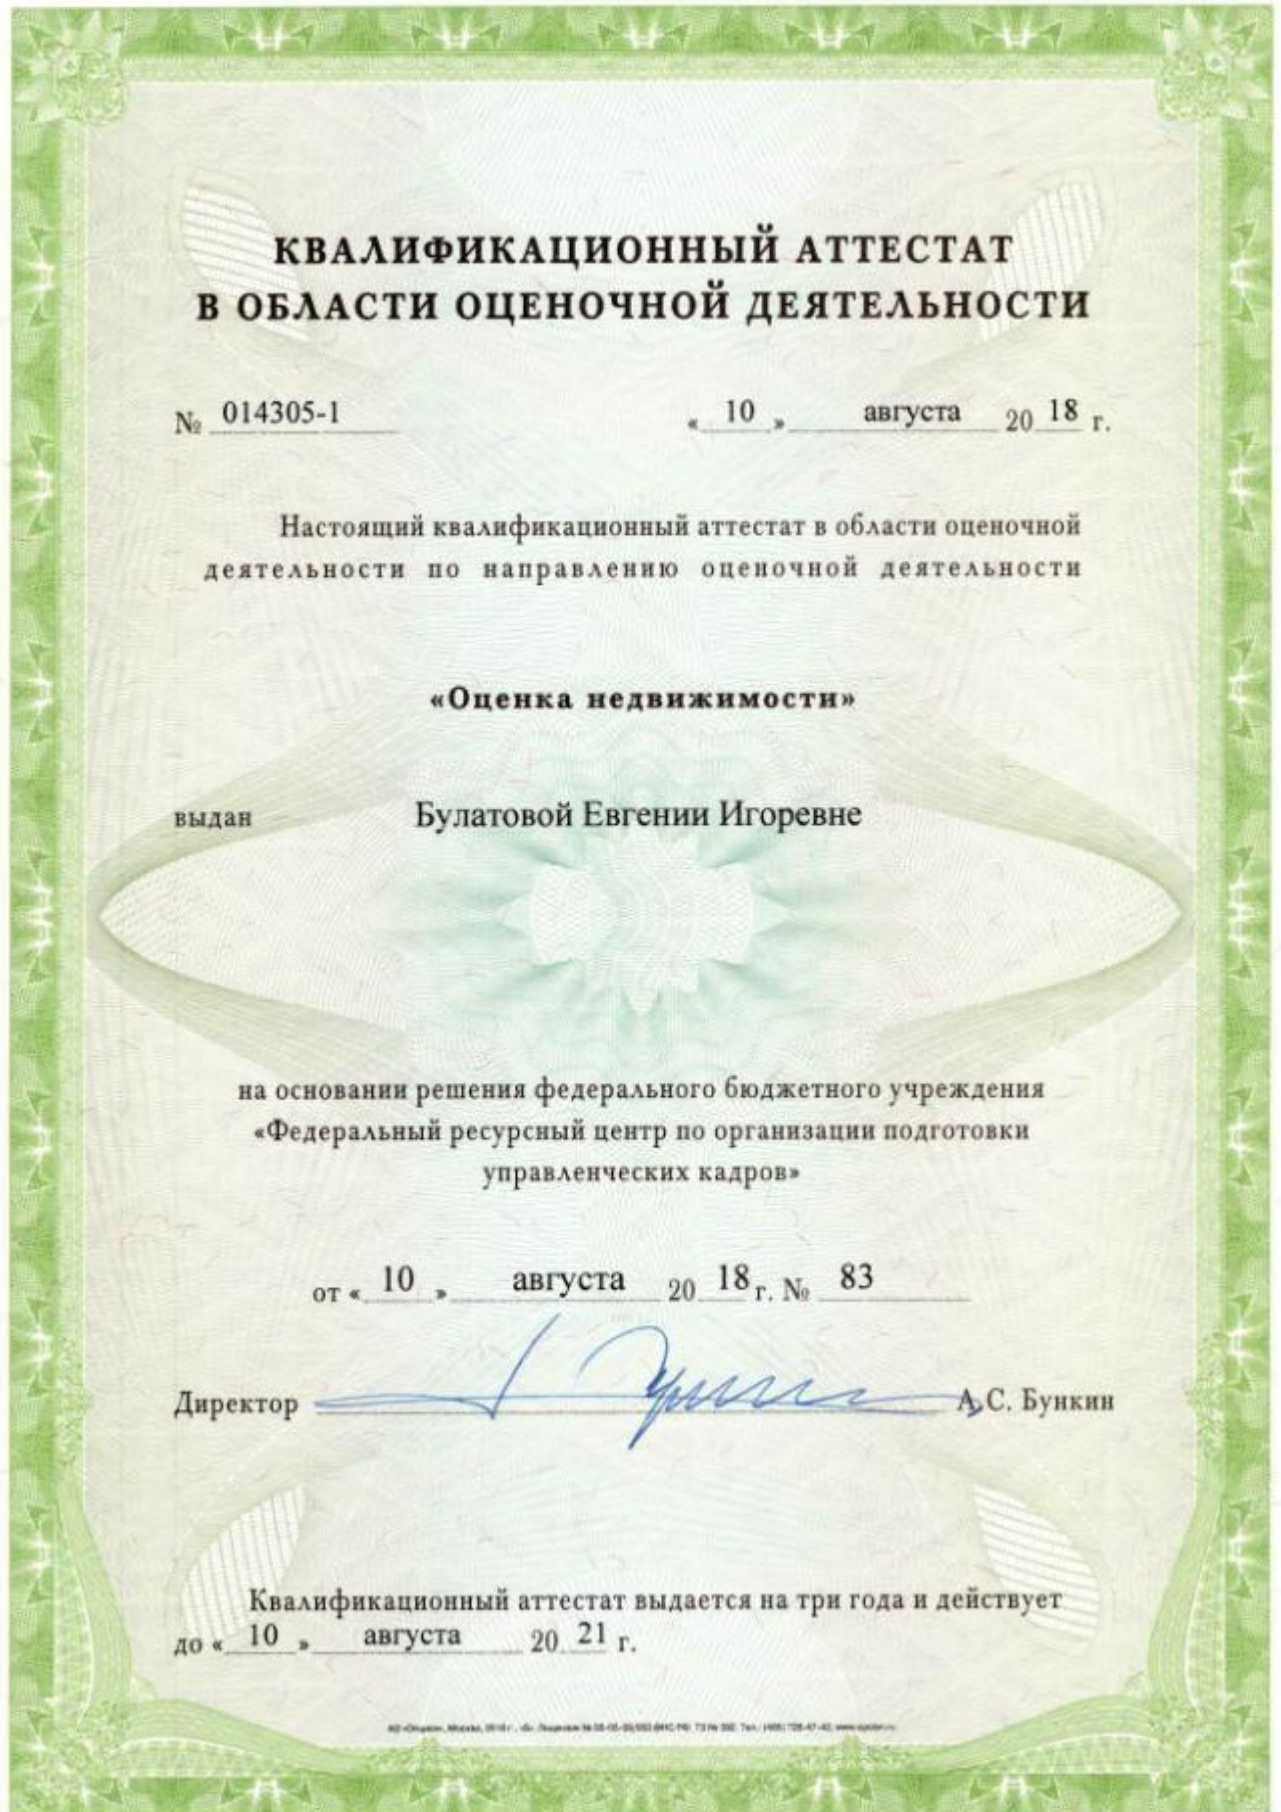 КВАЛИФИКАЦИОННЫЙ АТТЕСТАТ
В ОБЛАСТИ ОЦЕНОЧНОЙ ДЕЯТЕЛЬНОСТИ
№ 014305-1 « 10 » августа 20 18 г.
Настоящий квалификационный аттестат в области оценочной
деятельности по направлению оценочной деятельности
«Оценка недвижимости»
выдан Булатовой Евгении Игоревне
на основании решения федерального бюджетного учреждения
«Федеральный ресурсный центр по организации подготовки
управленческих кадров»
от « 10 » августа 20 18 г. № 83
Директор А.С. Бункин
Квалификационный аттестат выдается на три года и действует
до « 10 » августа 20 21 г.